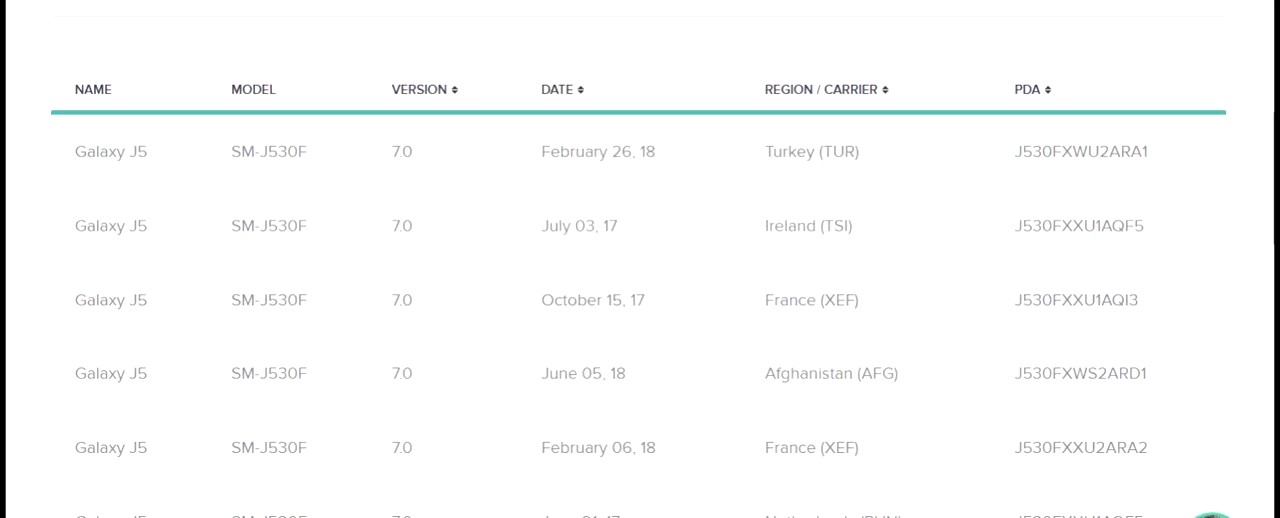 NAME MODEL VERSION DATE REGION / CARRIER PDA
Galaxy J5 SM-J530F 7.0 February 26, 18 Turkey (TUR) J530FXWU2ARA1
Galaxy J5 SM-J530F 7.0 July 03, 17 Ireland (TSI) J530FXXU1AQF5
Galaxy J5 SM-J530F 7.0 October 15, 17 France (XEF) J530FXXU1AQI3
Galaxy J5 SM-J530F 7.0 June 05, 18 Afghanistan (AFG) J530FXWS2ARD1
Galaxy J5 SM-J530F 7.0 February 06, 18 France (XEF) J530FXXU2ARA2